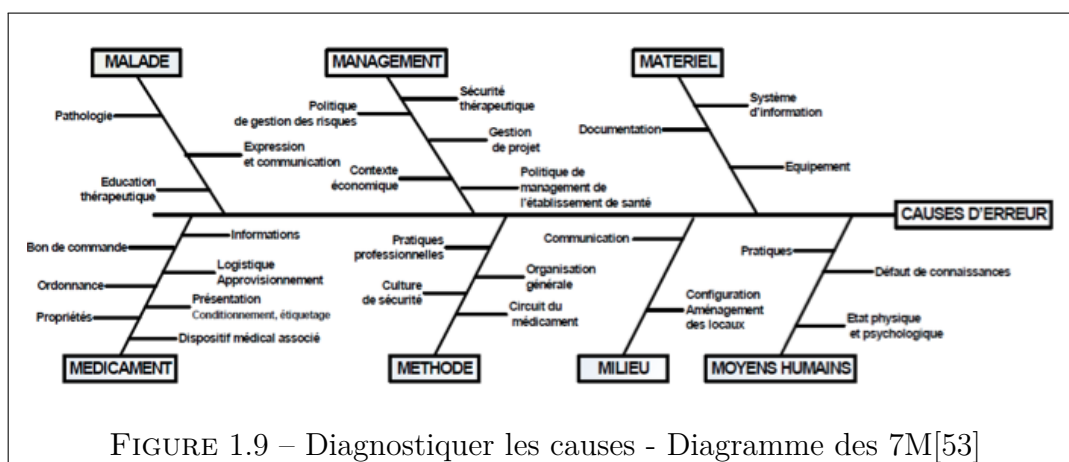 MALADE
MANAGEMENT
MATERIEL
Pathologie
Expression
et communication
Education
thérapeutique
Politique
de gestion des risques
Sécurité
thérapeutique
Gestion
de projet
Contexte
économique
Politique de
management de
l'établissement de santé
Système
d'information
Documentation
Equipement
CAUSES D'ERREUR
Informations
Bon de commande
Logistique
Approvisionnement
Ordonnance
Présentation
Conditionnement, étiquetage
Propriétés
Dispositif médical associé
Pratiques
professionnelles
Organisation
générale
Culture
de sécurité
Circuit du
médicament
Communication
Configuration
Aménagement
des locaux
Pratiques
Défaut de connaissances
Etat physique
et psychologique
MEDICAMENT
METHODE
MILIEU
MOYENS HUMAINS
FIGURE 1.9 – Diagnostiquer les causes - Diagramme des 7M[53]